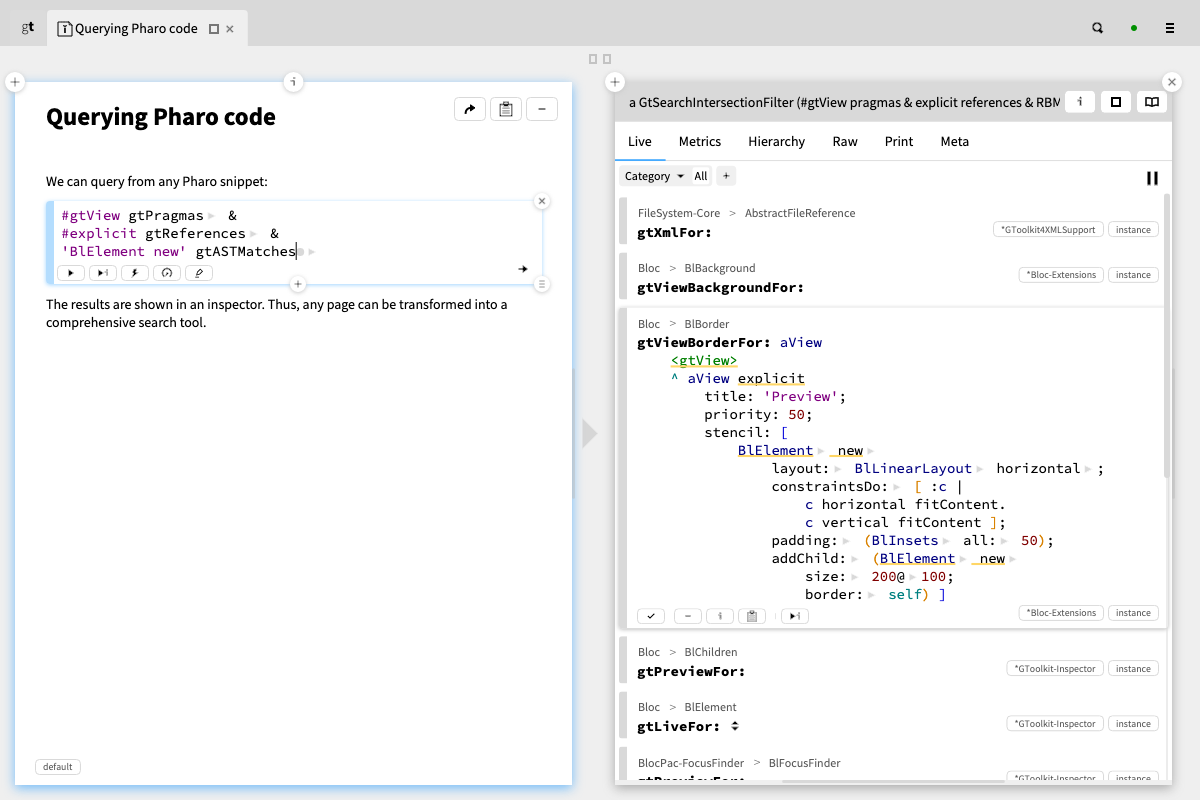 gt
Querying Pharo code
Querying Pharo code
We can query from any Pharo snippet:
#gtView gtPragmas &
#explicit gtReferences &
'BlElement new' gtASTMatches
The results are shown in an inspector. Thus, any page can be transformed into a
comprehensive search tool.
default
a GtSearchIntersectionFilter (#gtView pragmas & explicit references & RBM
i
Live Metrics Hierarchy Raw Print Meta
Category All +
FileSystem-Core > AbstractFileReference
gtXmlFor:
*GToolkit4XMLSupport instance
Bloc > BlBackground
gtViewBackgroundFor:
*Bloc-Extensions instance
Bloc > BlBorder
gtViewBorderFor: aView
<gtView>
^ aView explicit
title: 'Preview';
priority: 50;
stencil: [
BlElement new
layout: BlLinearLayout horizontal ;
constraintsDo: [ :c |
c horizontal fitContent.
c vertical fitContent ];
padding: (BlInsets all: 50);
addChild: (BlElement new
size: 200@ 100;
border: self) ]
*Bloc-Extensions instance
Bloc > BlChildren
gtPreviewFor:
*GToolkit-Inspector instance
Bloc > BlElement
gtLiveFor:
*GToolkit-Inspector instance
BlocPac-FocusFinder > BlFocusFinder
gtPreviewFor:
*GToolkit-Inspector instance